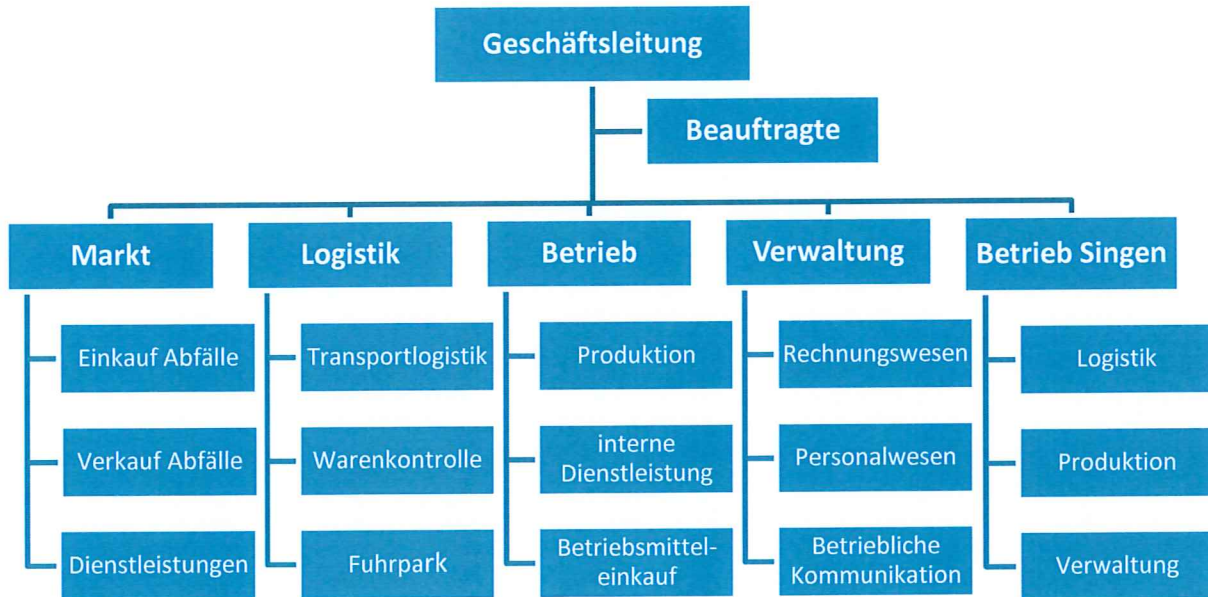 Geschäftsleitung
Beauftragte
Markt
Logistik
Betrieb
Verwaltung
Betrieb Singen
Einkauf Abfälle
Transportlogistik
Produktion
Rechnungswesen
Logistik
Verkauf Abfälle
Warenkontrolle
interne
Dienstleistung
Personalwesen
Produktion
Dienstleistungen
Fuhrpark
Betriebsmittel-
einkauf
Betriebliche
Kommunikation
Verwaltung